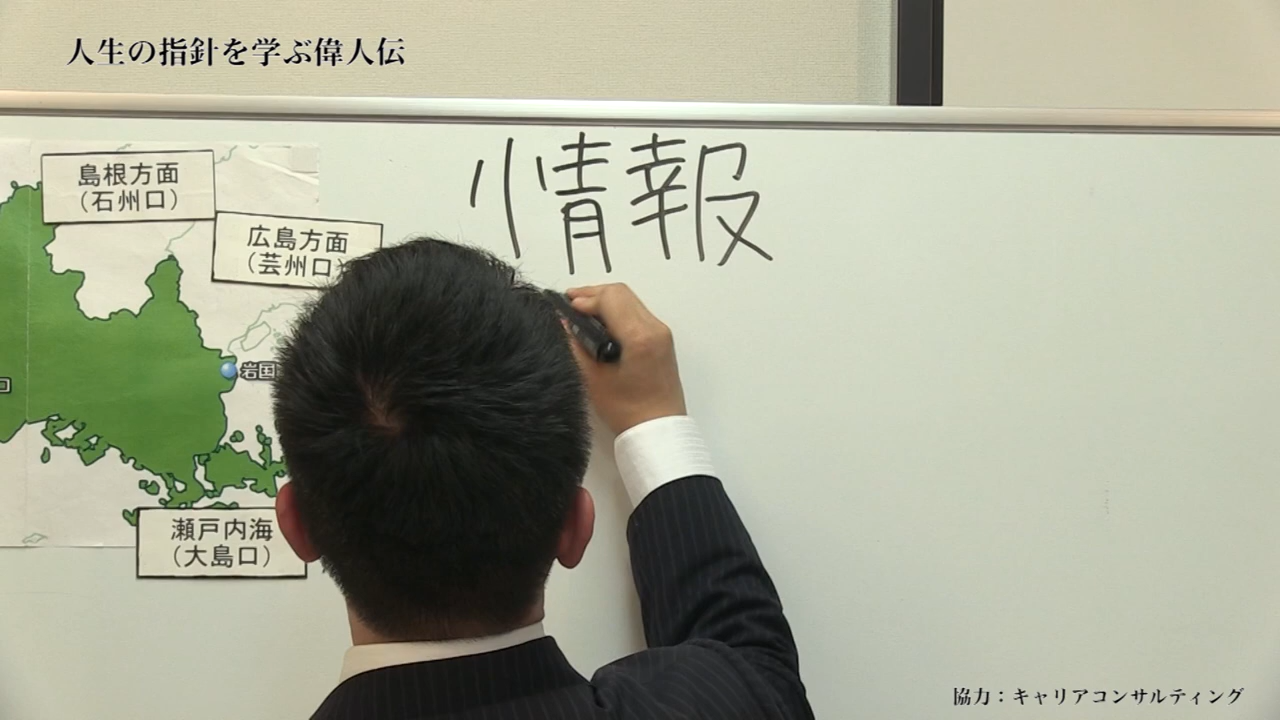 人生の指針を学ぶ偉人伝
情報
島根方面
（石州口）
広島方面
（芸州口）
岩国
口
瀬戸内海
（大島口）
協力：キャリアコンサルティング